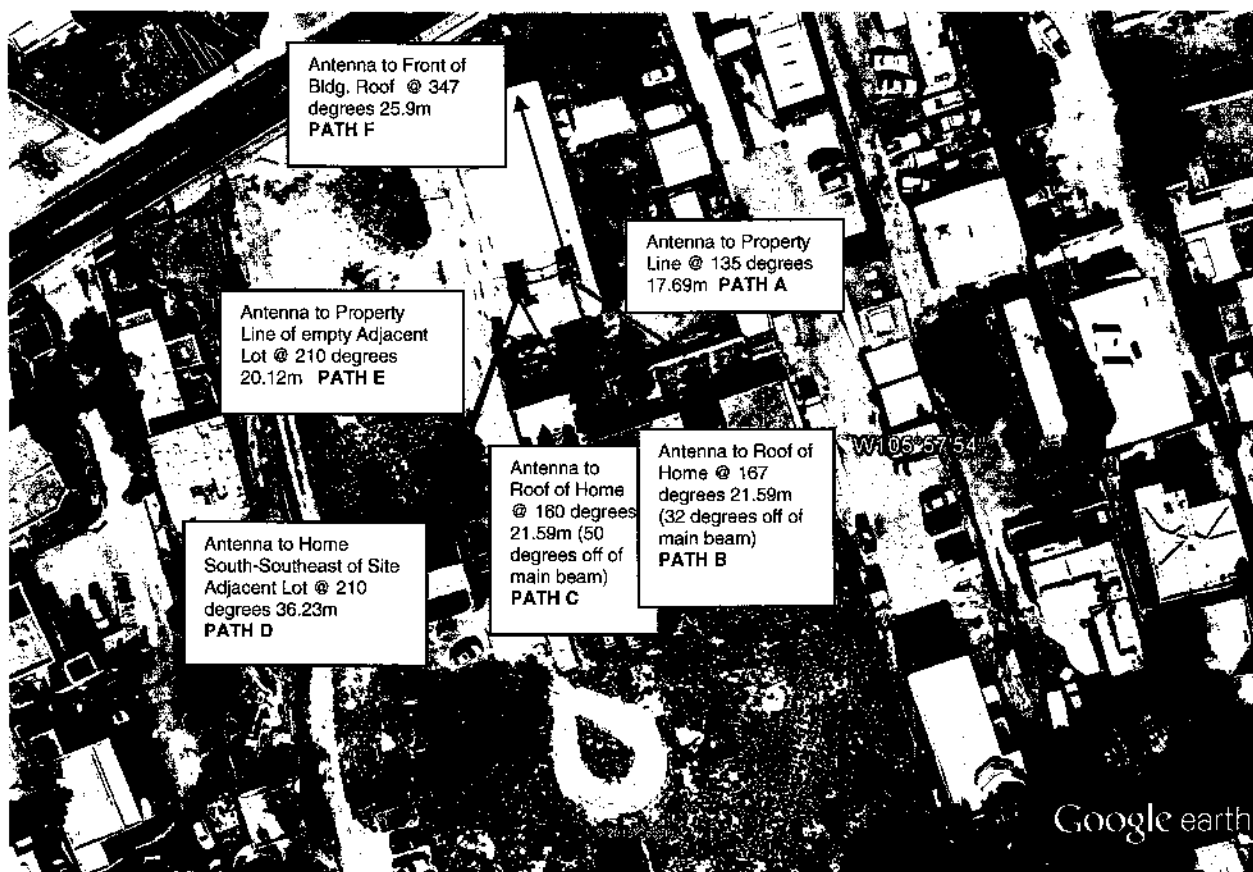 Antenna to Front of
Bldg. Roof @ 347
degrees 25.9m
PATH F
Antenna to Property
Line @ 135 degrees
17.69m PATH A
Antenna to Property
Line of empty Adjacent
Lot @ 210 degrees
20.12m PATH E
Antenna to
Roof of Home
@ 160 degrees
21.59m (50
degrees off of
main beam)
PATH C
Antenna to Roof of
Home @ 167
degrees 21.59m
(32 degrees off of
main beam)
PATH B
W105°57'54"
Antenna to Home
South-Southeast of Site
Adjacent Lot @ 210
degrees 36.23m
PATH D
Google earth